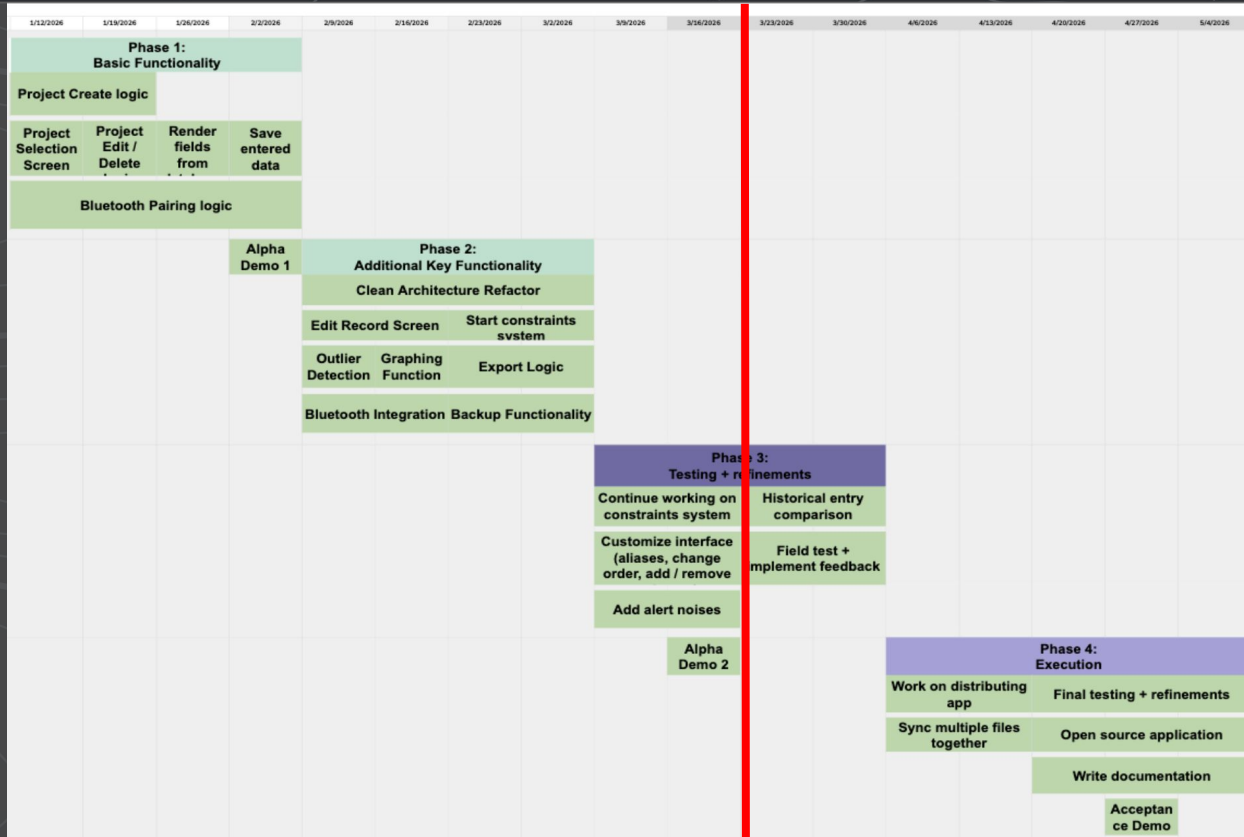 1/12/2026 1/19/2026 1/26/2026 2/2/2026 2/9/2026 2/16/2026 2/23/2026 3/2/2026 3/9/2026 3/16/2026 3/23/2026 3/30/2026 4/6/2026 4/13/2026 4/20/2026 4/27/2026 5/4/2026
Phase 1:
Basic Functionality
Project Create logic
Project
Selection
Screen
Project
Edit /
Delete
Render
fields
from
Save
entered
data
Bluetooth Pairing logic
Alpha
Demo 1
Phase 2:
Additional Key Functionality
Clean Architecture Refactor
Edit Record Screen
Start constraints
system
Outlier
Detection
Graphing
Function
Export Logic
Bluetooth Integration
Backup Functionality
Phase 3:
Testing + refinements
Continue working on
constraints system
Historical entry
comparison
Customize interface
(aliases, change
order, add / remove
Field test +
mplement feedback
Add alert noises
Alpha
Demo 2
Phase 4:
Execution
Work on distributing
app
Final testing + refinements
Sync multiple files
together
Open source application
Write documentation
Acceptan
ce Demo